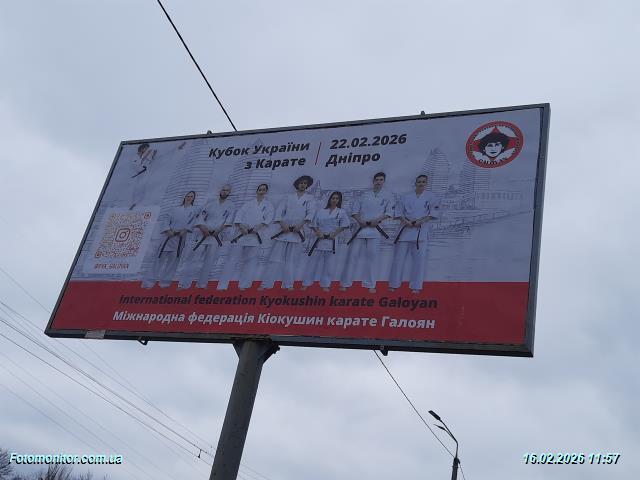 Кубок України
з Карате
22.02.2026
Дніпро
@IFKK_GALOYAN
International federation Kyokushin karate Galoyan
Міжнародна федерація Кіокушин карате Галоян
Fotomonitor.com.ua
16.02.2026 11:57